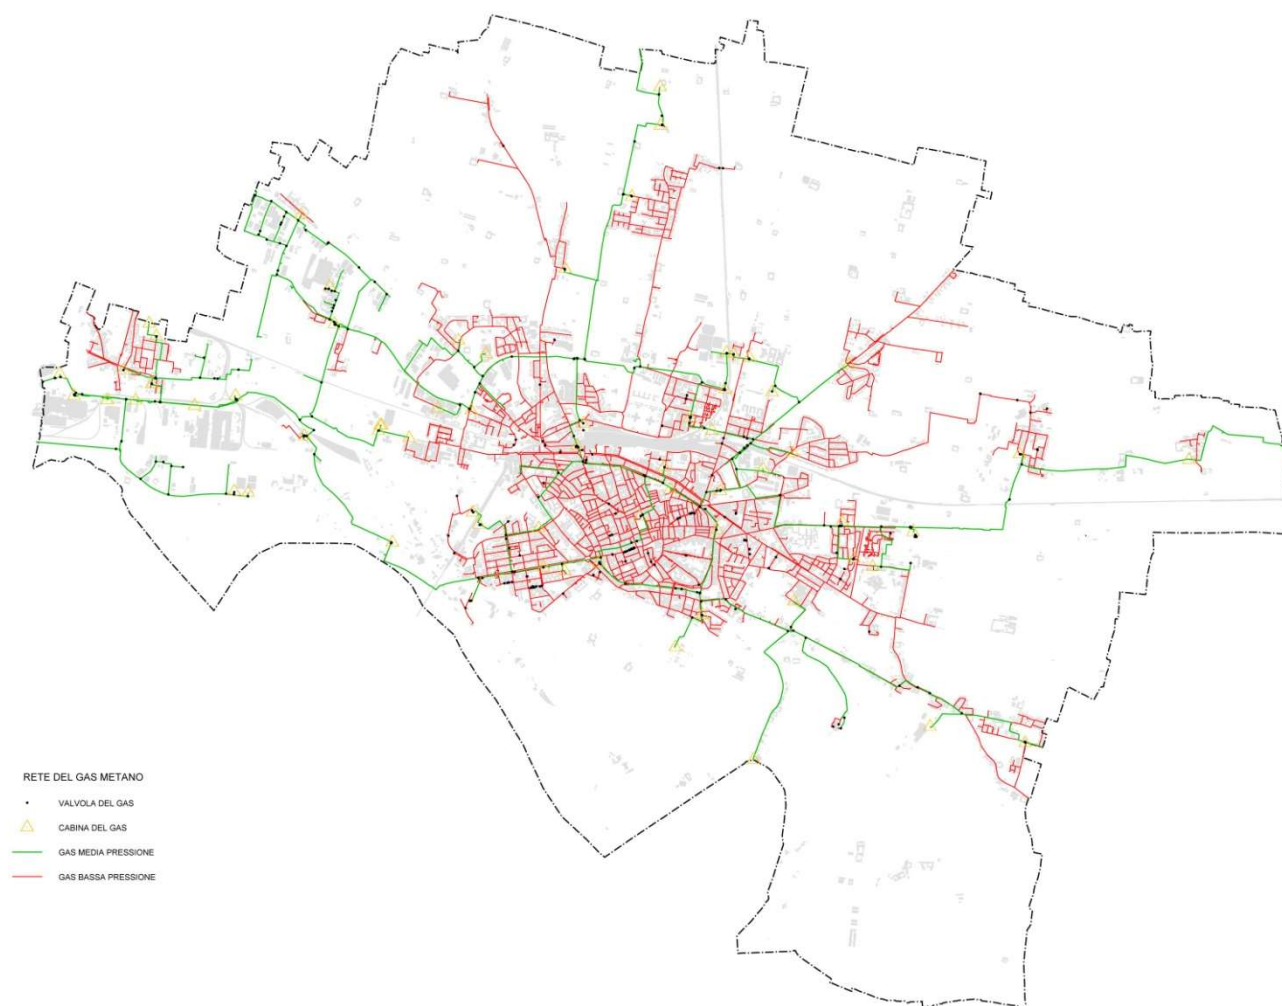 RETE DEL GAS METANO
VALVOLA DEL GAS
CABINA DEL GAS
GAS MEDIA PRESSIONE
GAS BASSA PRESSIONE